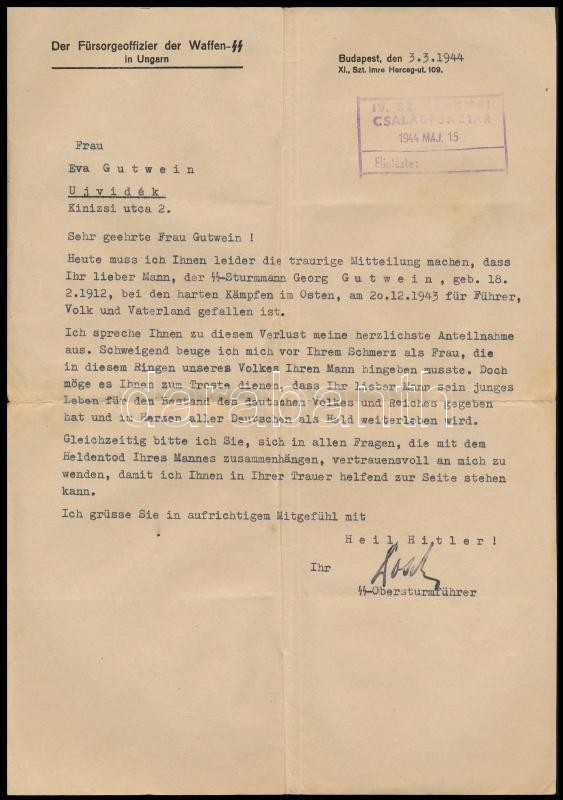 Der Fürsorgeoffizier der Waffen-ᛋᛋ
in Ungarn
Budapest, den 3.3.1944
XI., Szt. Imre Herceg-ut. 109.
IV. SZ.
CSALÁDPÉNZTÁR
1944 MÁJ. 15
Elintézte:
Frau
Eva Gutwein
Ujvidék
Kinizsi utca 2.
Sehr geehrte Frau Gutwein !
Heute muss ich Ihnen leider die traurige Mitteilung machen, dass
Ihr lieber Mann, der ᛋᛋ-Sturmmann Georg Gutwein, geb. 18.
2.1912, bei den harten Kämpfen im Osten, am 20.12.1943 für Führer,
Volk und Vaterland gefallen ist.
Ich spreche Ihnen zu diesem Verlust meine herzlichste Anteilnahme
aus. Schweigend beuge ich mich vor Ihrem Schmerz als Frau, die
in diesem Ringen unseres Volkes Ihren Mann hingeben musste. Doch
möge es Ihnen zum Troste dienen, dass Ihr lieber Mann sein junges
Leben für den Bestand des deutschen Volkes und Reiches gegeben
hat und im Herzen aller Deutschen als Held weiterleben wird.
darabanth
Gleichzeitig bitte ich Sie, sich in allen Fragen, die mit dem
Heldentod Ihres Mannes zusammenhängen, vertrauensvoll an mich zu
wenden, damit ich Ihnen in Ihrer Trauer helfend zur Seite stehen
kann.
Ich grüsse Sie in aufrichtigem Mitgefühl mit
Heil Hitler!
Ihr
ᛋᛋ-Obersturmführer